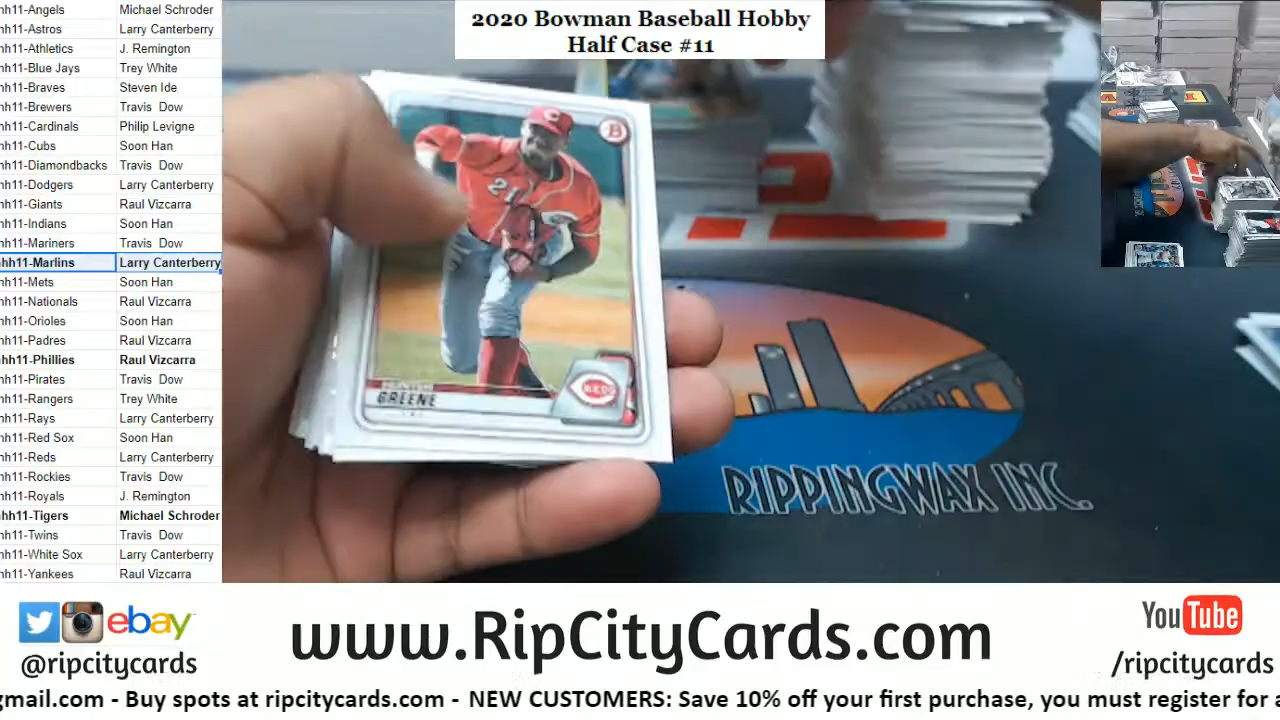 hh11-Angels Michael Schroder
hh11-Astros Larry Canterberry
hh11-Athletics J. Remington
hh11-Blue Jays Trey White
hh11-Braves Steven Ide
hh11-Brewers Travis Dow
hh11-Cardinals Philip Levigne
hh11-Cubs Soon Han
hh11-Diamondbacks Travis Dow
hh11-Dodgers Larry Canterberry
hh11-Giants Raul Vizcarra
hh11-Indians Soon Han
hh11-Mariners Travis Dow
hh11-Marlins Larry Canterberry
hh11-Mets Soon Han
hh11-Nationals Raul Vizcarra
hh11-Orioles Soon Han
hh11-Padres Raul Vizcarra
hh11-Phillies Raul Vizcarra
hh11-Pirates Travis Dow
hh11-Rangers Trey White
hh11-Rays Larry Canterberry
hh11-Red Sox Soon Han
hh11-Reds Larry Canterberry
hh11-Rockies Travis Dow
hh11-Royals J. Remington
hh11-Tigers Michael Schroder
hh11-Twins Travis Dow
hh11-White Sox Larry Canterberry
hh11-Yankees Raul Vizcarra
2020 Bowman Baseball Hobby
Half Case #11
B
C
21
GREENE
REDS
RIPPINGWAX INC.
ebay
@ripcitycards
www.RipCityCards.com
YouTube
/ripcitycards
gmail.com - Buy spots at ripcitycards.com - NEW CUSTOMERS: Save 10% off your first purchase, you must register for a